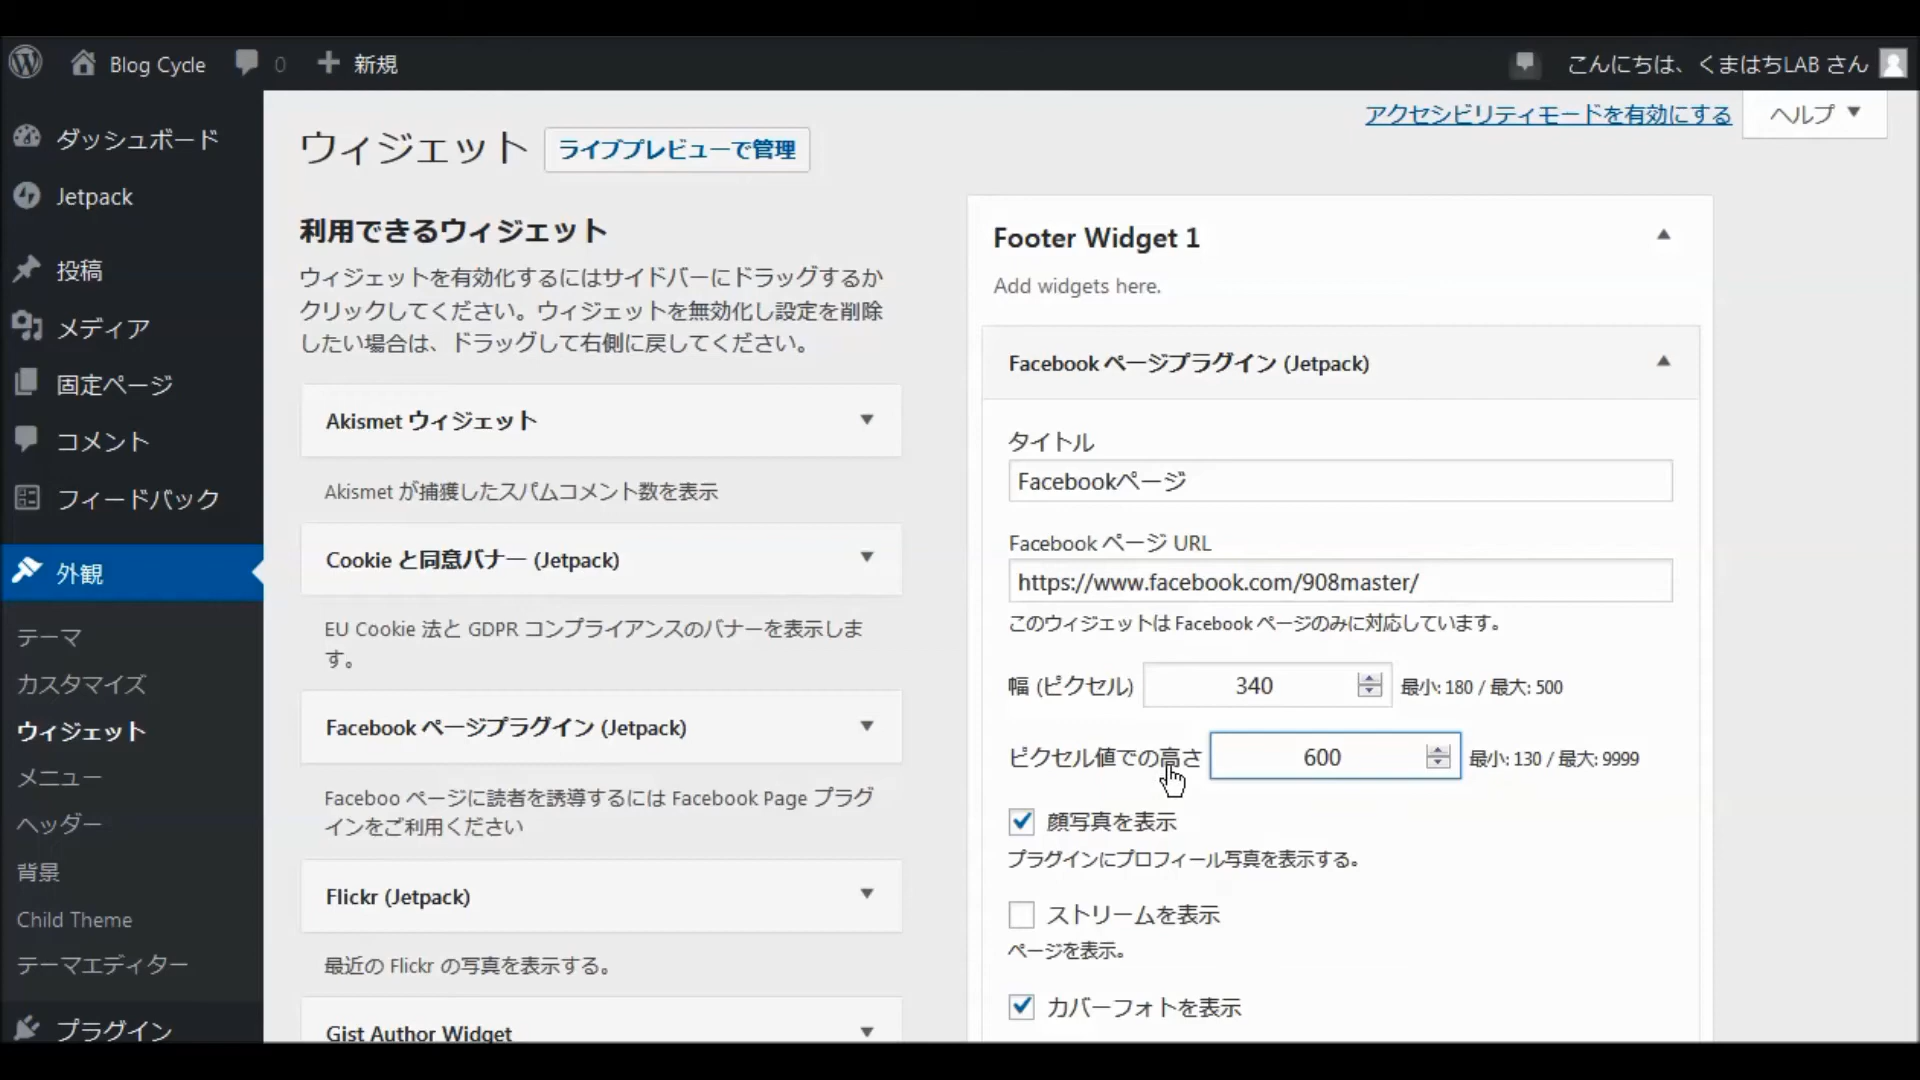 Blog Cycle
0
新規
こんにちは、くまはちLAB さん
アクセシビリティモードを有効にする
ヘルプ
ダッシュボード
Jetpack
投稿
メディア
固定ページ
コメント
フィードバック
外観
テーマ
カスタマイズ
ウィジェット
メニュー
ヘッダー
背景
Child Theme
テーマエディター
プラグイン
ウィジェット
ライブプレビューで管理
利用できるウィジェット
ウィジェットを有効化するにはサイドバーにドラッグするか
クリックしてください。ウィジェットを無効化し設定を削除
したい場合は、ドラッグして右側に戻してください。
Akismet ウィジェット
Akismet が捕獲したスパムコメント数を表示
Cookie と同意バナー (Jetpack)
EU Cookie 法と GDPR コンプライアンスのバナーを表示しま
す。
Facebook ページプラグイン (Jetpack)
Faceboo ページに読者を誘導するには Facebook Page プラグ
インをご利用ください
Flickr (Jetpack)
最近の Flickr の写真を表示する。
Gist Author Widget
Footer Widget 1
Add widgets here.
Facebook ページプラグイン (Jetpack)
タイトル
Facebookページ
Facebook ページ URL
https://www.facebook.com/908master/
このウィジェットは Facebook ページのみに対応しています。
幅 (ピクセル) 340 最小: 180 / 最大: 500
ピクセル値での高さ 600 最小: 130 / 最大: 9999
顔写真を表示
プラグインにプロフィール写真を表示する。
ストリームを表示
ページを表示。
カバーフォトを表示